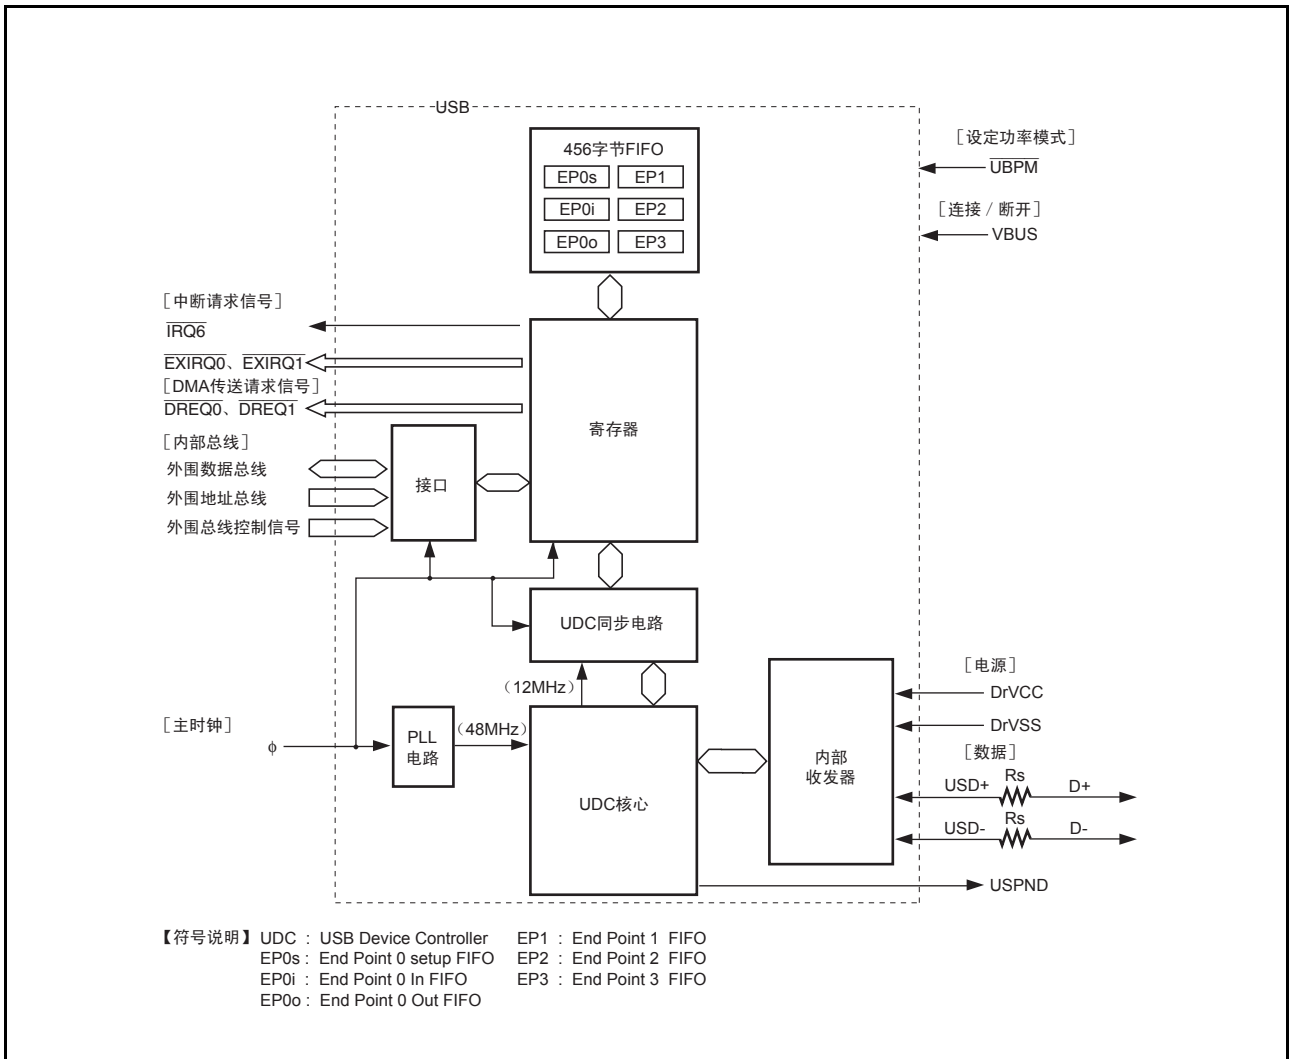 USB
456字节FIFO
EP0s EP1
EP0i EP2
EP0o EP3
[设定功率模式]
UBPM
[连接 / 断开]
VBUS
[中断请求信号]
IRQ6
EXIRQ0、EXIRQ1
[DMA传送请求信号]
DREQ0、DREQ1
[内部总线]
外围数据总线
外围地址总线
外围总线控制信号
接口
寄存器
UDC同步电路
(12MHz)
[主时钟]
φ
PLL
电路
(48MHz)
UDC核心
内部
收发器
[电源]
DrVCC
DrVSS
[数据]
USD+ Rs D+
USD- Rs D-
USPND
【符号说明】 UDC : USB Device Controller EP1 : End Point 1 FIFO
EP0s : End Point 0 setup FIFO EP2 : End Point 2 FIFO
EP0i : End Point 0 In FIFO EP3 : End Point 3 FIFO
EP0o : End Point 0 Out FIFO